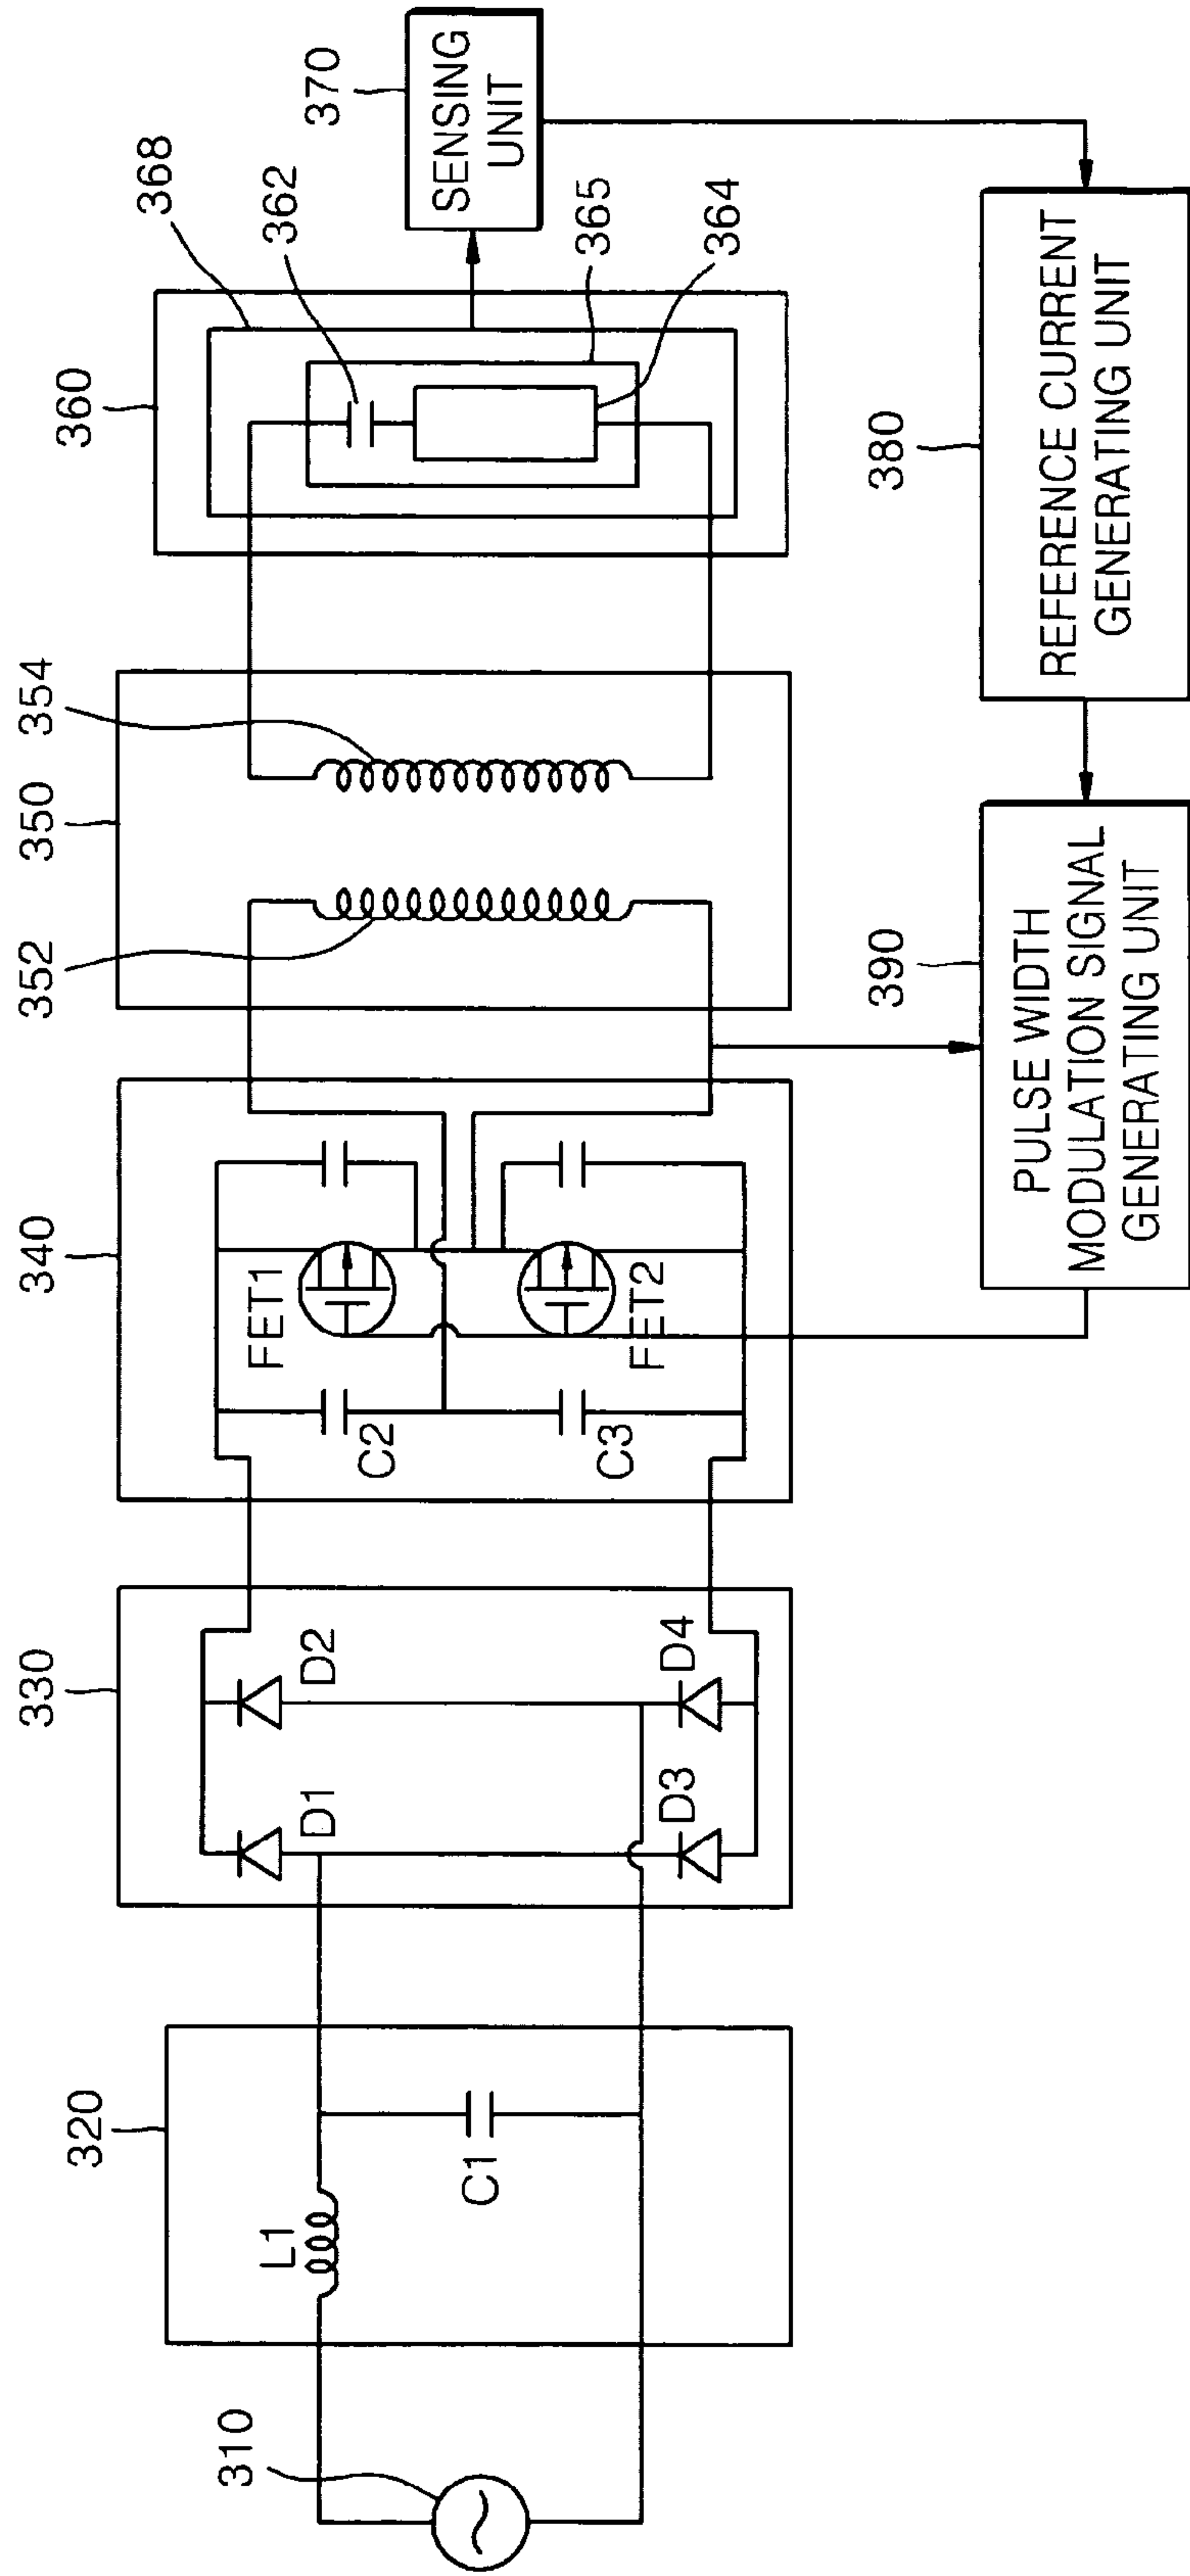 310
320
L1
C1
330
D1
D2
D3
D4
340
FET1
FET2
C2
C3
350
352
354
360
368
362
365
364
370
SENSING
UNIT
380
REFERENCE CURRENT
GENERATING UNIT
390
PULSE WIDTH
MODULATION SIGNAL
GENERATING UNIT